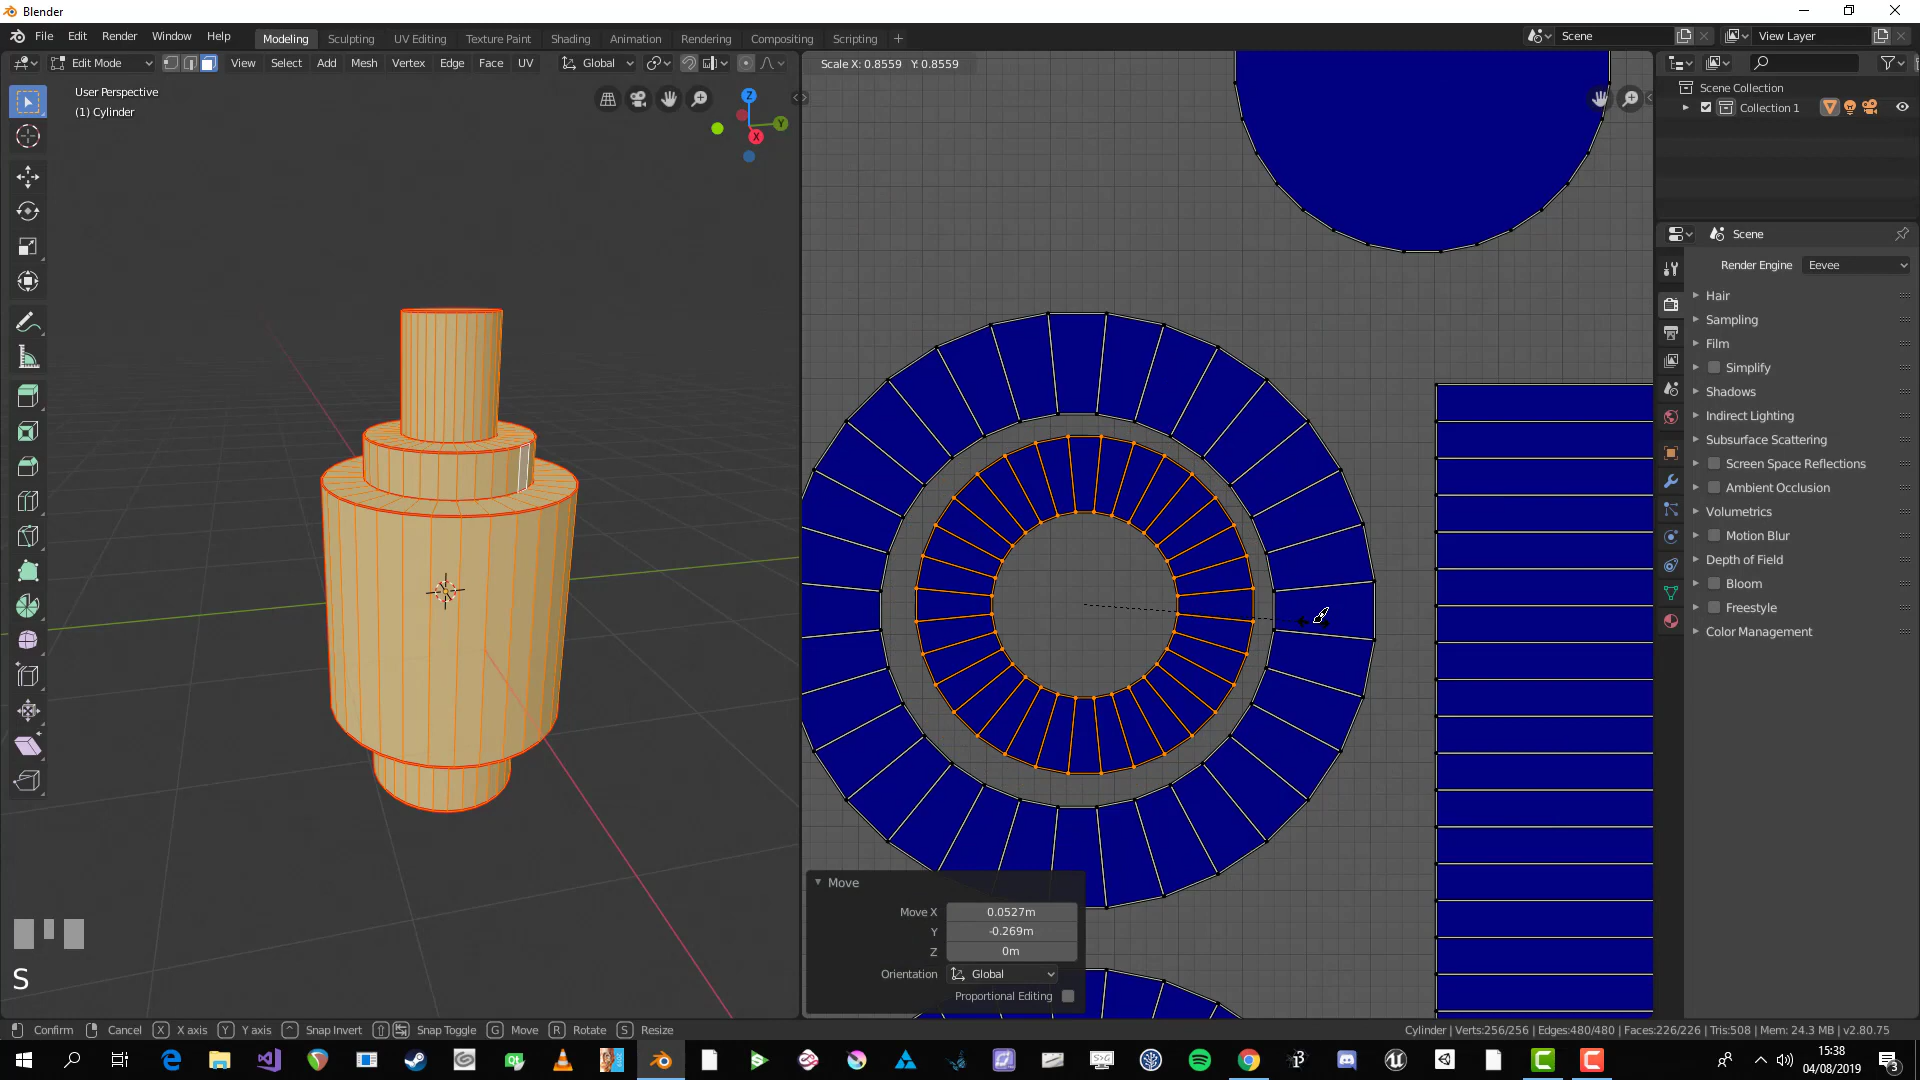 Blender
File Edit Render Window Help
Modeling Sculpting UV Editing Texture Paint Shading Animation Rendering Compositing Scripting +
Scene
View Layer
Edit Mode
View Select Add Mesh Vertex Edge Face UV
Global
Scale X: 0.8559 Y: 0.8559
User Perspective
(1) Cylinder
Z
Y
X
Scene Collection
Collection 1
Scene
Render Engine Eevee
Hair
Sampling
Film
Simplify
Shadows
Indirect Lighting
Subsurface Scattering
Screen Space Reflections
Ambient Occlusion
Volumetrics
Motion Blur
Depth of Field
Bloom
Freestyle
Color Management
Move
Move X 0.0527m
Y -0.269m
Z 0m
Orientation Global
Proportional Editing
S
Confirm Cancel X X axis Y Y axis ^ Snap Invert Snap Toggle G Move R Rotate S Resize
Cylinder | Verts:256/256 | Edges:480/480 | Faces:226/226 | Tris:508 | Mem: 24.3 MB | v2.80.75
15:38
04/08/2019
3